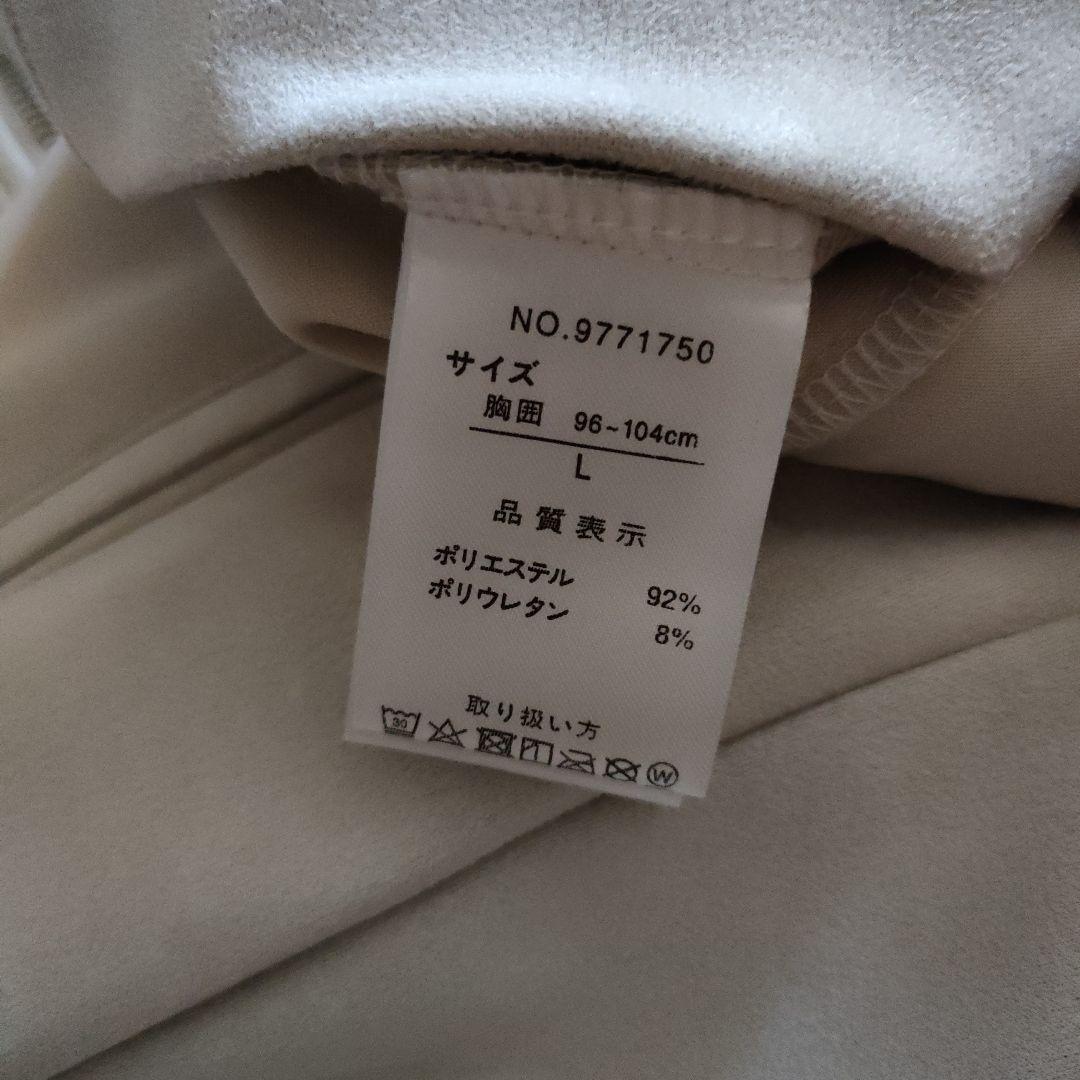 NO.9771750
サイズ
胸囲 96~104cm
L
品質表示
ポリエステル 92%
ポリウレタン 8%
取り扱い方
30 W